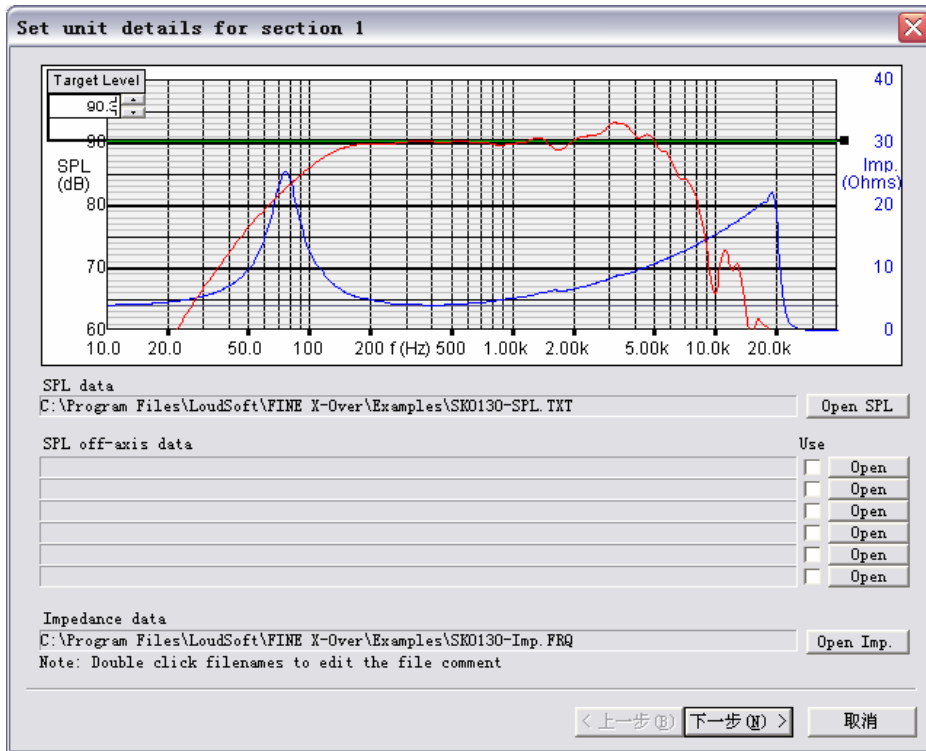 Set unit details for section 1
Target Level
40
90
30
SPL
(dB)
Imp.
(Ohms)
80
20
70
10
60
0
10.0 20.0 50.0 100 200 f (Hz) 500 1.00k 2.00k 5.00k 10.0k 20.0k
SPL data
C:\Program Files\LoudSoft\FINE X-Over\Examples\SKO130-SPL.TXT
Open SPL
SPL off-axis data
Use
Open
Open
Open
Open
Open
Open
Impedance data
C:\Program Files\LoudSoft\FINE X-Over\Examples\SKO130-Imp.FRQ
Open Imp.
Note: Double click filenames to edit the file comment
< 上一步(B)
下一步(N) >
取消